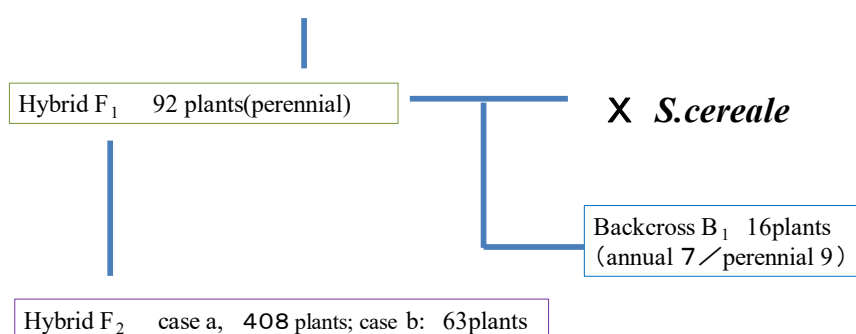 Hybrid F₁ 92 plants(perennial)
X S.cereale
Backcross B₁ 16plants
（annual 7／perennial 9）
Hybrid F₂ case a, 408 plants; case b: 63plants